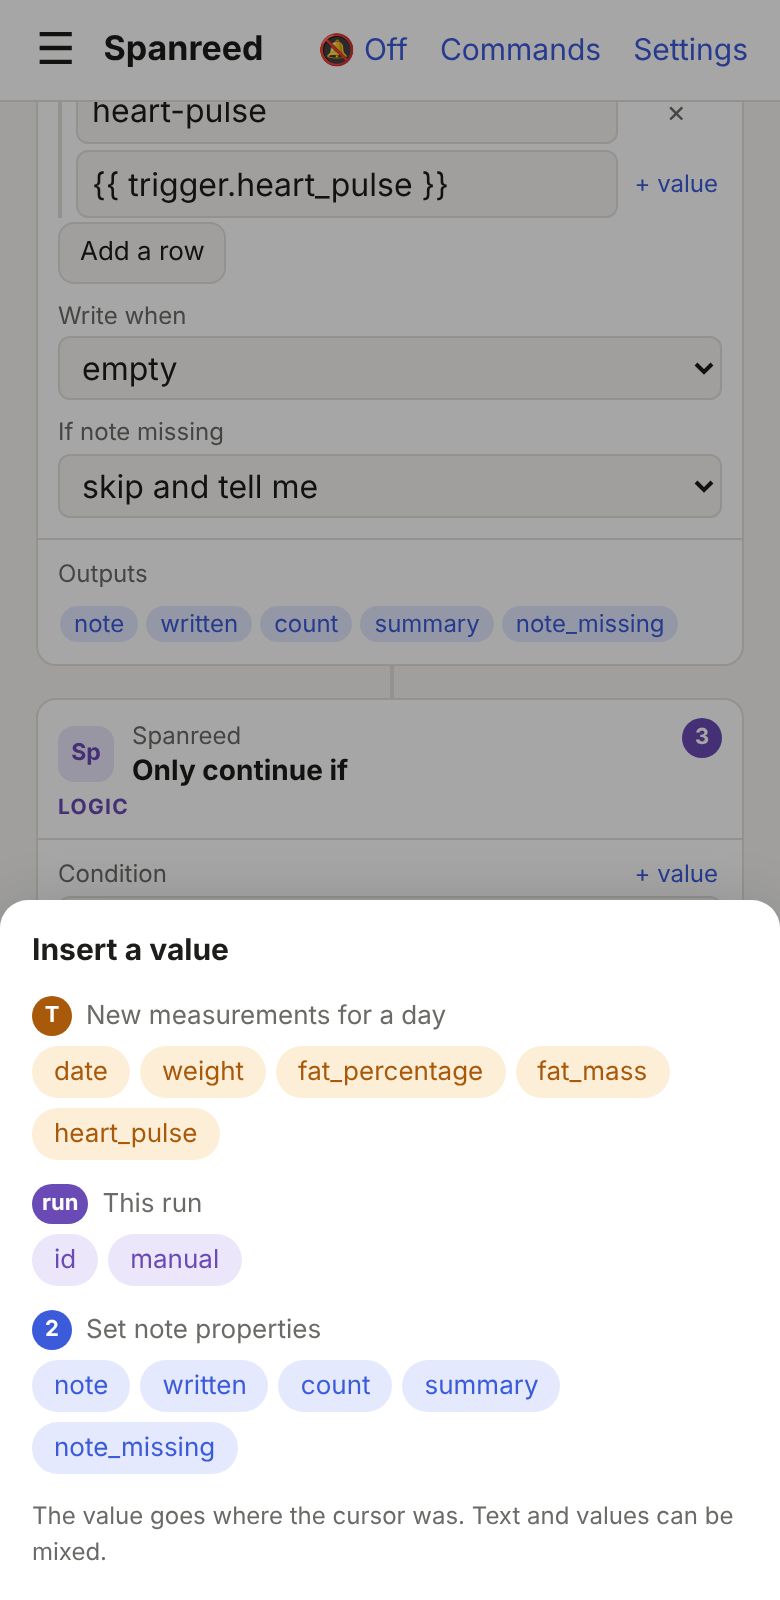 Spanreed
Off
Commands
Settings
heart-pulse
×
{{ trigger.heart_pulse }}
+ value
Add a row
Write when
empty
If note missing
skip and tell me
Outputs
note written count summary note_missing
Sp
Spanreed
Only continue if
3
LOGIC
Condition
+ value
Insert a value
T New measurements for a day
date weight fat_percentage fat_mass
heart_pulse
run This run
id manual
2 Set note properties
note written count summary
note_missing
The value goes where the cursor was. Text and values can be
mixed.